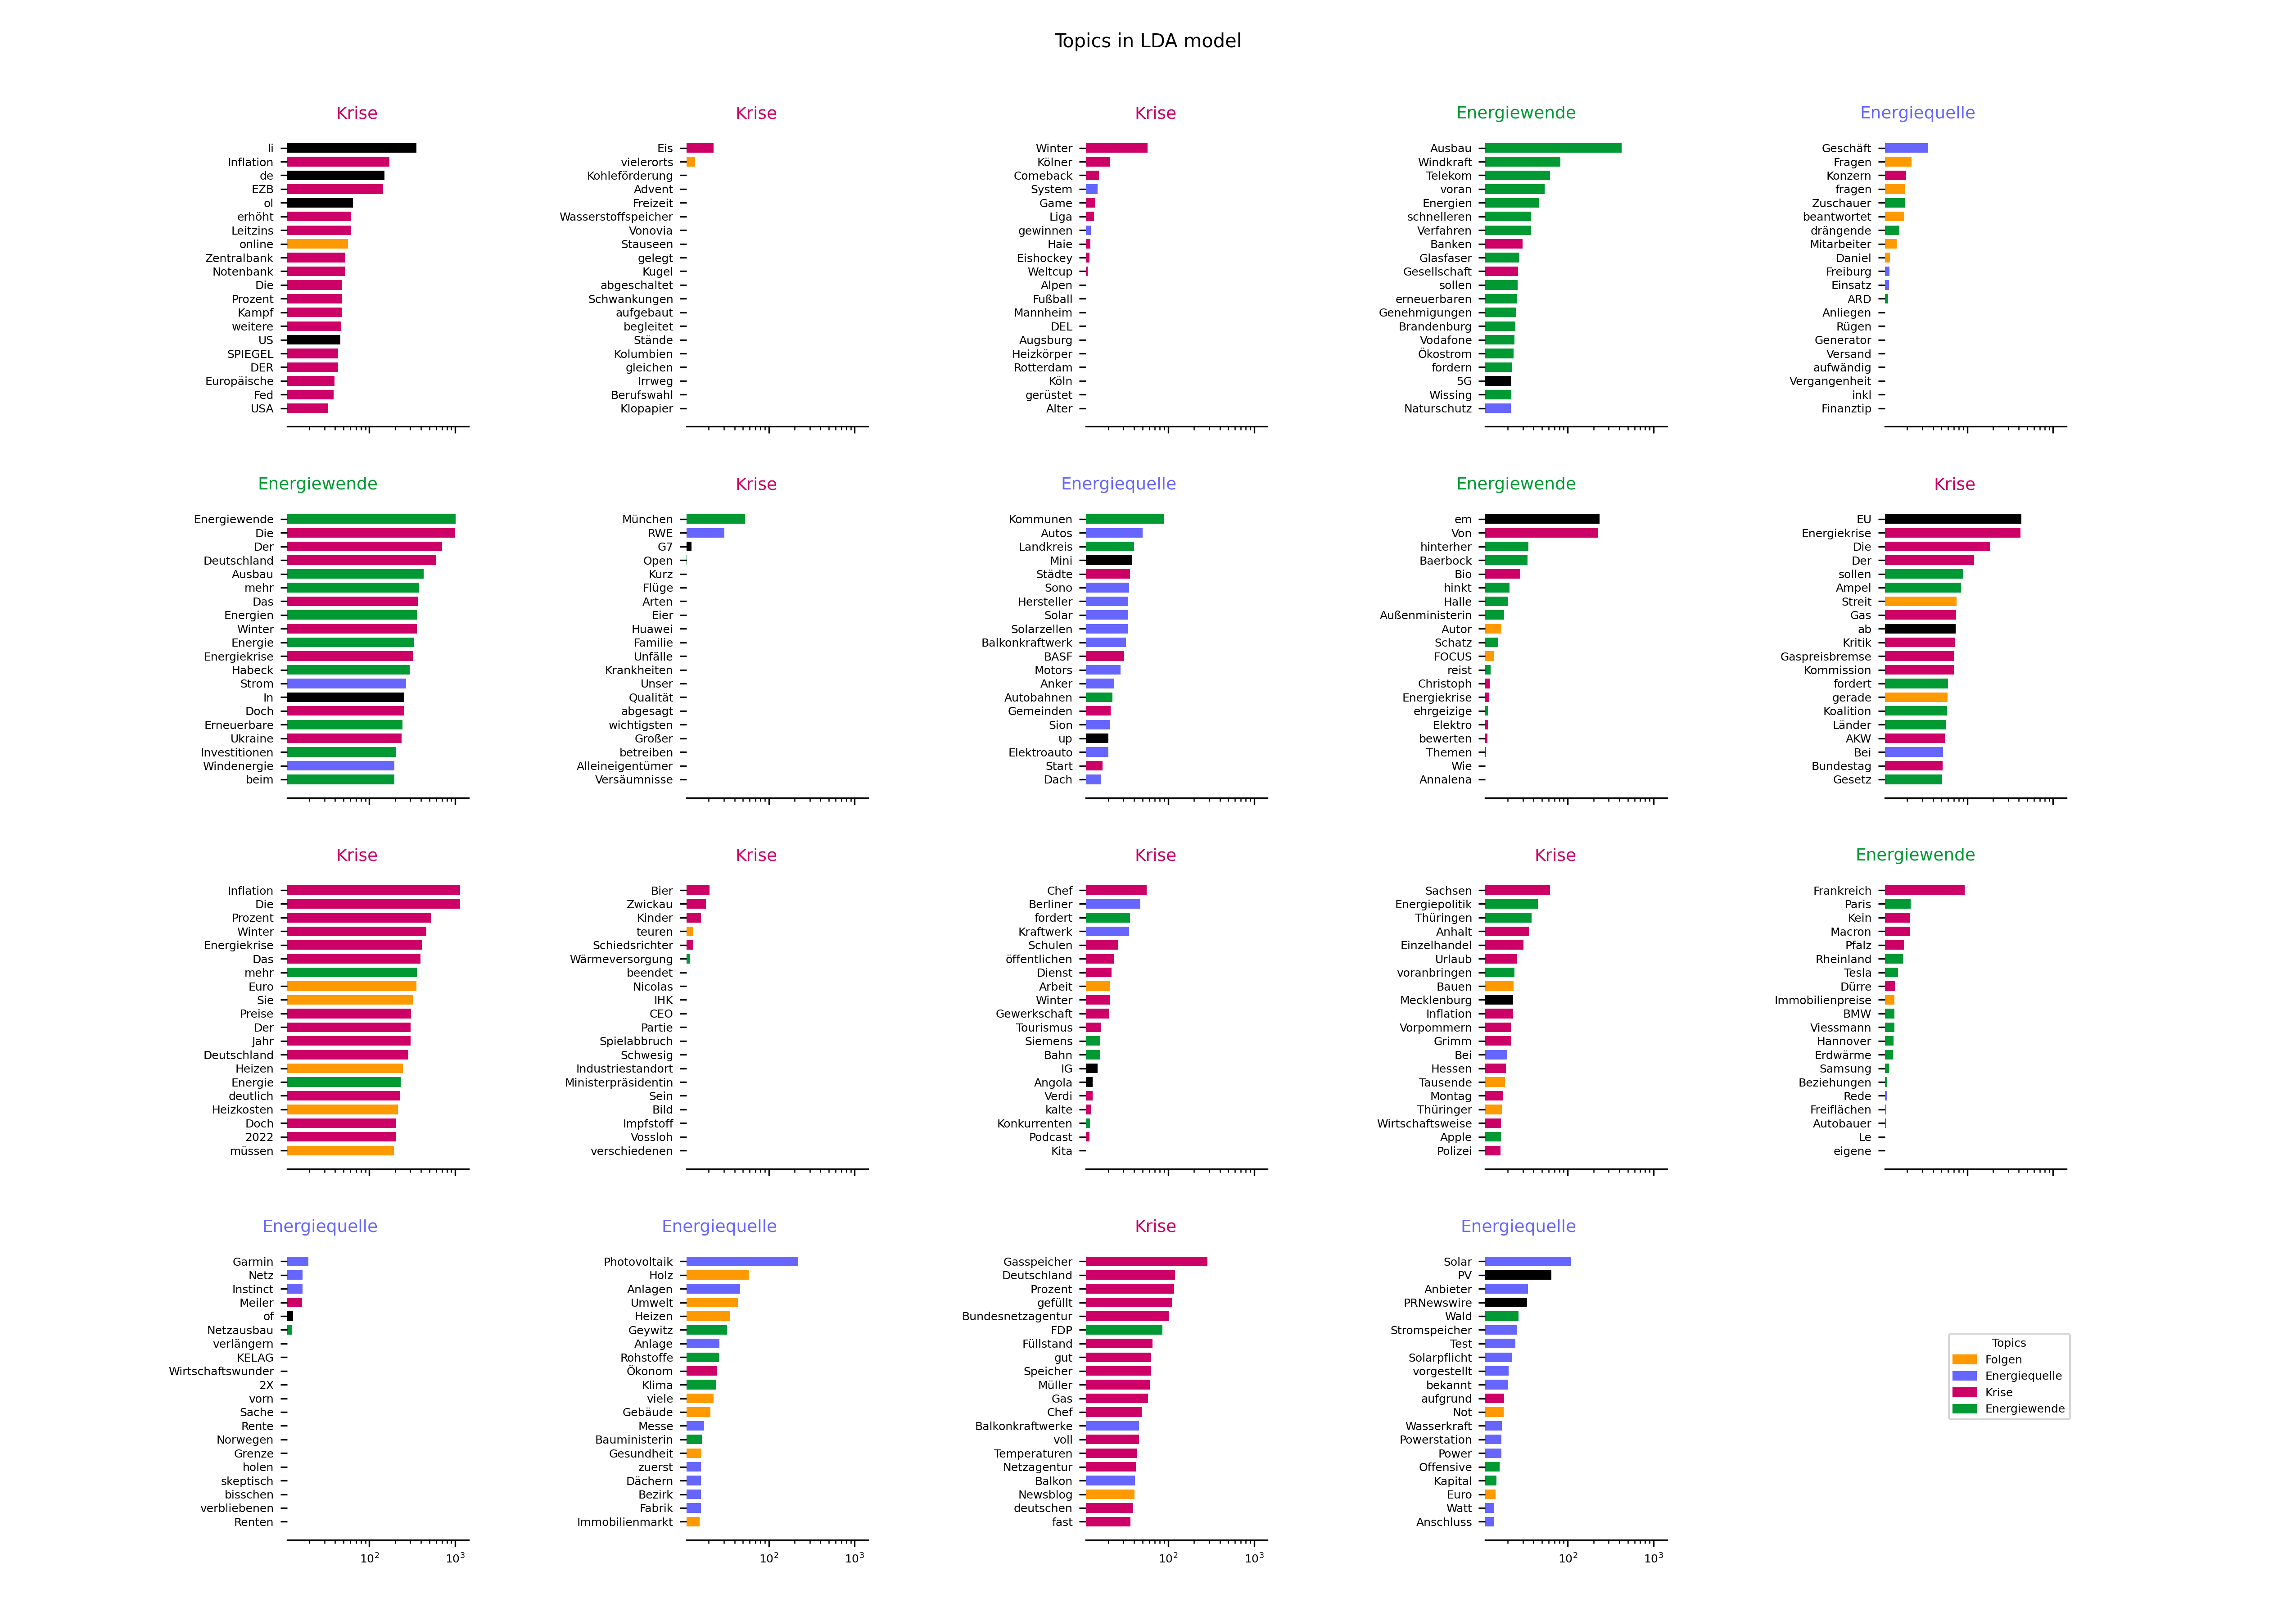 Topics in LDA model
Krise
li
Inflation
de
EZB
ol
erhöht
Leitzins
online
Zentralbank
Notenbank
Die
Prozent
Kampf
weitere
US
SPIEGEL
DER
Europäische
Fed
USA
Krise
Eis
vielerorts
Kohleförderung
Advent
Freizeit
Wasserstoffspeicher
Vonovia
Stauseen
gelegt
Kugel
abgeschaltet
Schwankungen
aufgebaut
begleitet
Stände
Kolumbien
gleichen
Irrweg
Berufswahl
Klopapier
Krise
Winter
Kölner
Comeback
System
Game
Liga
gewinnen
Haie
Eishockey
Weltcup
Alpen
Fußball
Mannheim
DEL
Augsburg
Heizkörper
Rotterdam
Köln
gerüstet
Alter
Energiewende
Ausbau
Windkraft
Telekom
voran
Energien
schnelleren
Verfahren
Banken
Glasfaser
Gesellschaft
sollen
erneuerbaren
Genehmigungen
Brandenburg
Vodafone
Ökostrom
fordern
5G
Wissing
Naturschutz
Energiequelle
Geschäft
Fragen
Konzern
fragen
Zuschauer
beantwortet
drängende
Mitarbeiter
Daniel
Freiburg
Einsatz
ARD
Anliegen
Rügen
Generator
Versand
aufwändig
Vergangenheit
inkl
Finanztip
Energiewende
Energiewende
Die
Der
Deutschland
Ausbau
mehr
Das
Energien
Winter
Energie
Energiekrise
Habeck
Strom
In
Doch
Erneuerbare
Ukraine
Investitionen
Windenergie
beim
Krise
München
RWE
G7
Open
Kurz
Flüge
Arten
Eier
Huawei
Familie
Unfälle
Krankheiten
Unser
Qualität
abgesagt
wichtigsten
Großer
betreiben
Alleineigentümer
Versäumnisse
Energiequelle
Kommunen
Autos
Landkreis
Mini
Städte
Sono
Hersteller
Solar
Solarzellen
Balkonkraftwerk
BASF
Motors
Anker
Autobahnen
Gemeinden
Sion
up
Elektroauto
Start
Dach
Energiewende
em
Von
hinterher
Baerbock
Bio
hinkt
Halle
Außenministerin
Autor
Schatz
FOCUS
reist
Christoph
Energiekrise
ehrgeizige
Elektro
bewerten
Themen
Wie
Annalena
Krise
EU
Energiekrise
Die
Der
sollen
Ampel
Streit
Gas
ab
Kritik
Gaspreisbremse
Kommission
fordert
gerade
Koalition
Länder
AKW
Bei
Bundestag
Gesetz
Krise
Inflation
Die
Prozent
Winter
Energiekrise
Das
mehr
Euro
Sie
Preise
Der
Jahr
Deutschland
Heizen
Energie
deutlich
Heizkosten
Doch
2022
müssen
Krise
Bier
Zwickau
Kinder
teuren
Schiedsrichter
Wärmeversorgung
beendet
Nicolas
IHK
CEO
Partie
Spielabbruch
Schwesig
Industriestandort
Ministerpräsidentin
Sein
Bild
Impfstoff
Vossloh
verschiedenen
Krise
Chef
Berliner
fordert
Kraftwerk
Schulen
öffentlichen
Dienst
Arbeit
Winter
Gewerkschaft
Tourismus
Siemens
Bahn
IG
Angola
Verdi
kalte
Konkurrenten
Podcast
Kita
Krise
Sachsen
Energiepolitik
Thüringen
Anhalt
Einzelhandel
Urlaub
voranbringen
Bauen
Mecklenburg
Inflation
Vorpommern
Grimm
Bei
Hessen
Tausende
Montag
Thüringer
Wirtschaftsweise
Apple
Polizei
Energiewende
Frankreich
Paris
Kein
Macron
Pfalz
Rheinland
Tesla
Dürre
Immobilienpreise
BMW
Viessmann
Hannover
Erdwärme
Samsung
Beziehungen
Rede
Freiflächen
Autobauer
Le
eigene
Energiequelle
Garmin
Netz
Instinct
Meiler
of
Netzausbau
verlängern
KELAG
Wirtschaftswunder
2X
vorn
Sache
Rente
Norwegen
Grenze
holen
skeptisch
bisschen
verbliebenen
Renten
10² 10³
Energiequelle
Photovoltaik
Holz
Anlagen
Umwelt
Heizen
Geywitz
Anlage
Rohstoffe
Ökonom
Klima
viele
Gebäude
Messe
Bauministerin
Gesundheit
zuerst
Dächern
Bezirk
Fabrik
Immobilienmarkt
10² 10³
Krise
Gasspeicher
Deutschland
Prozent
gefüllt
Bundesnetzagentur
FDP
Füllstand
gut
Speicher
Müller
Gas
Chef
Balkonkraftwerke
voll
Temperaturen
Netzagentur
Balkon
Newsblog
deutschen
fast
10² 10³
Energiequelle
Solar
PV
Anbieter
PRNewswire
Wald
Stromspeicher
Test
Solarpflicht
vorgestellt
bekannt
aufgrund
Not
Wasserkraft
Powerstation
Power
Offensive
Kapital
Euro
Watt
Anschluss
10² 10³
Topics
Folgen
Energiequelle
Krise
Energiewende